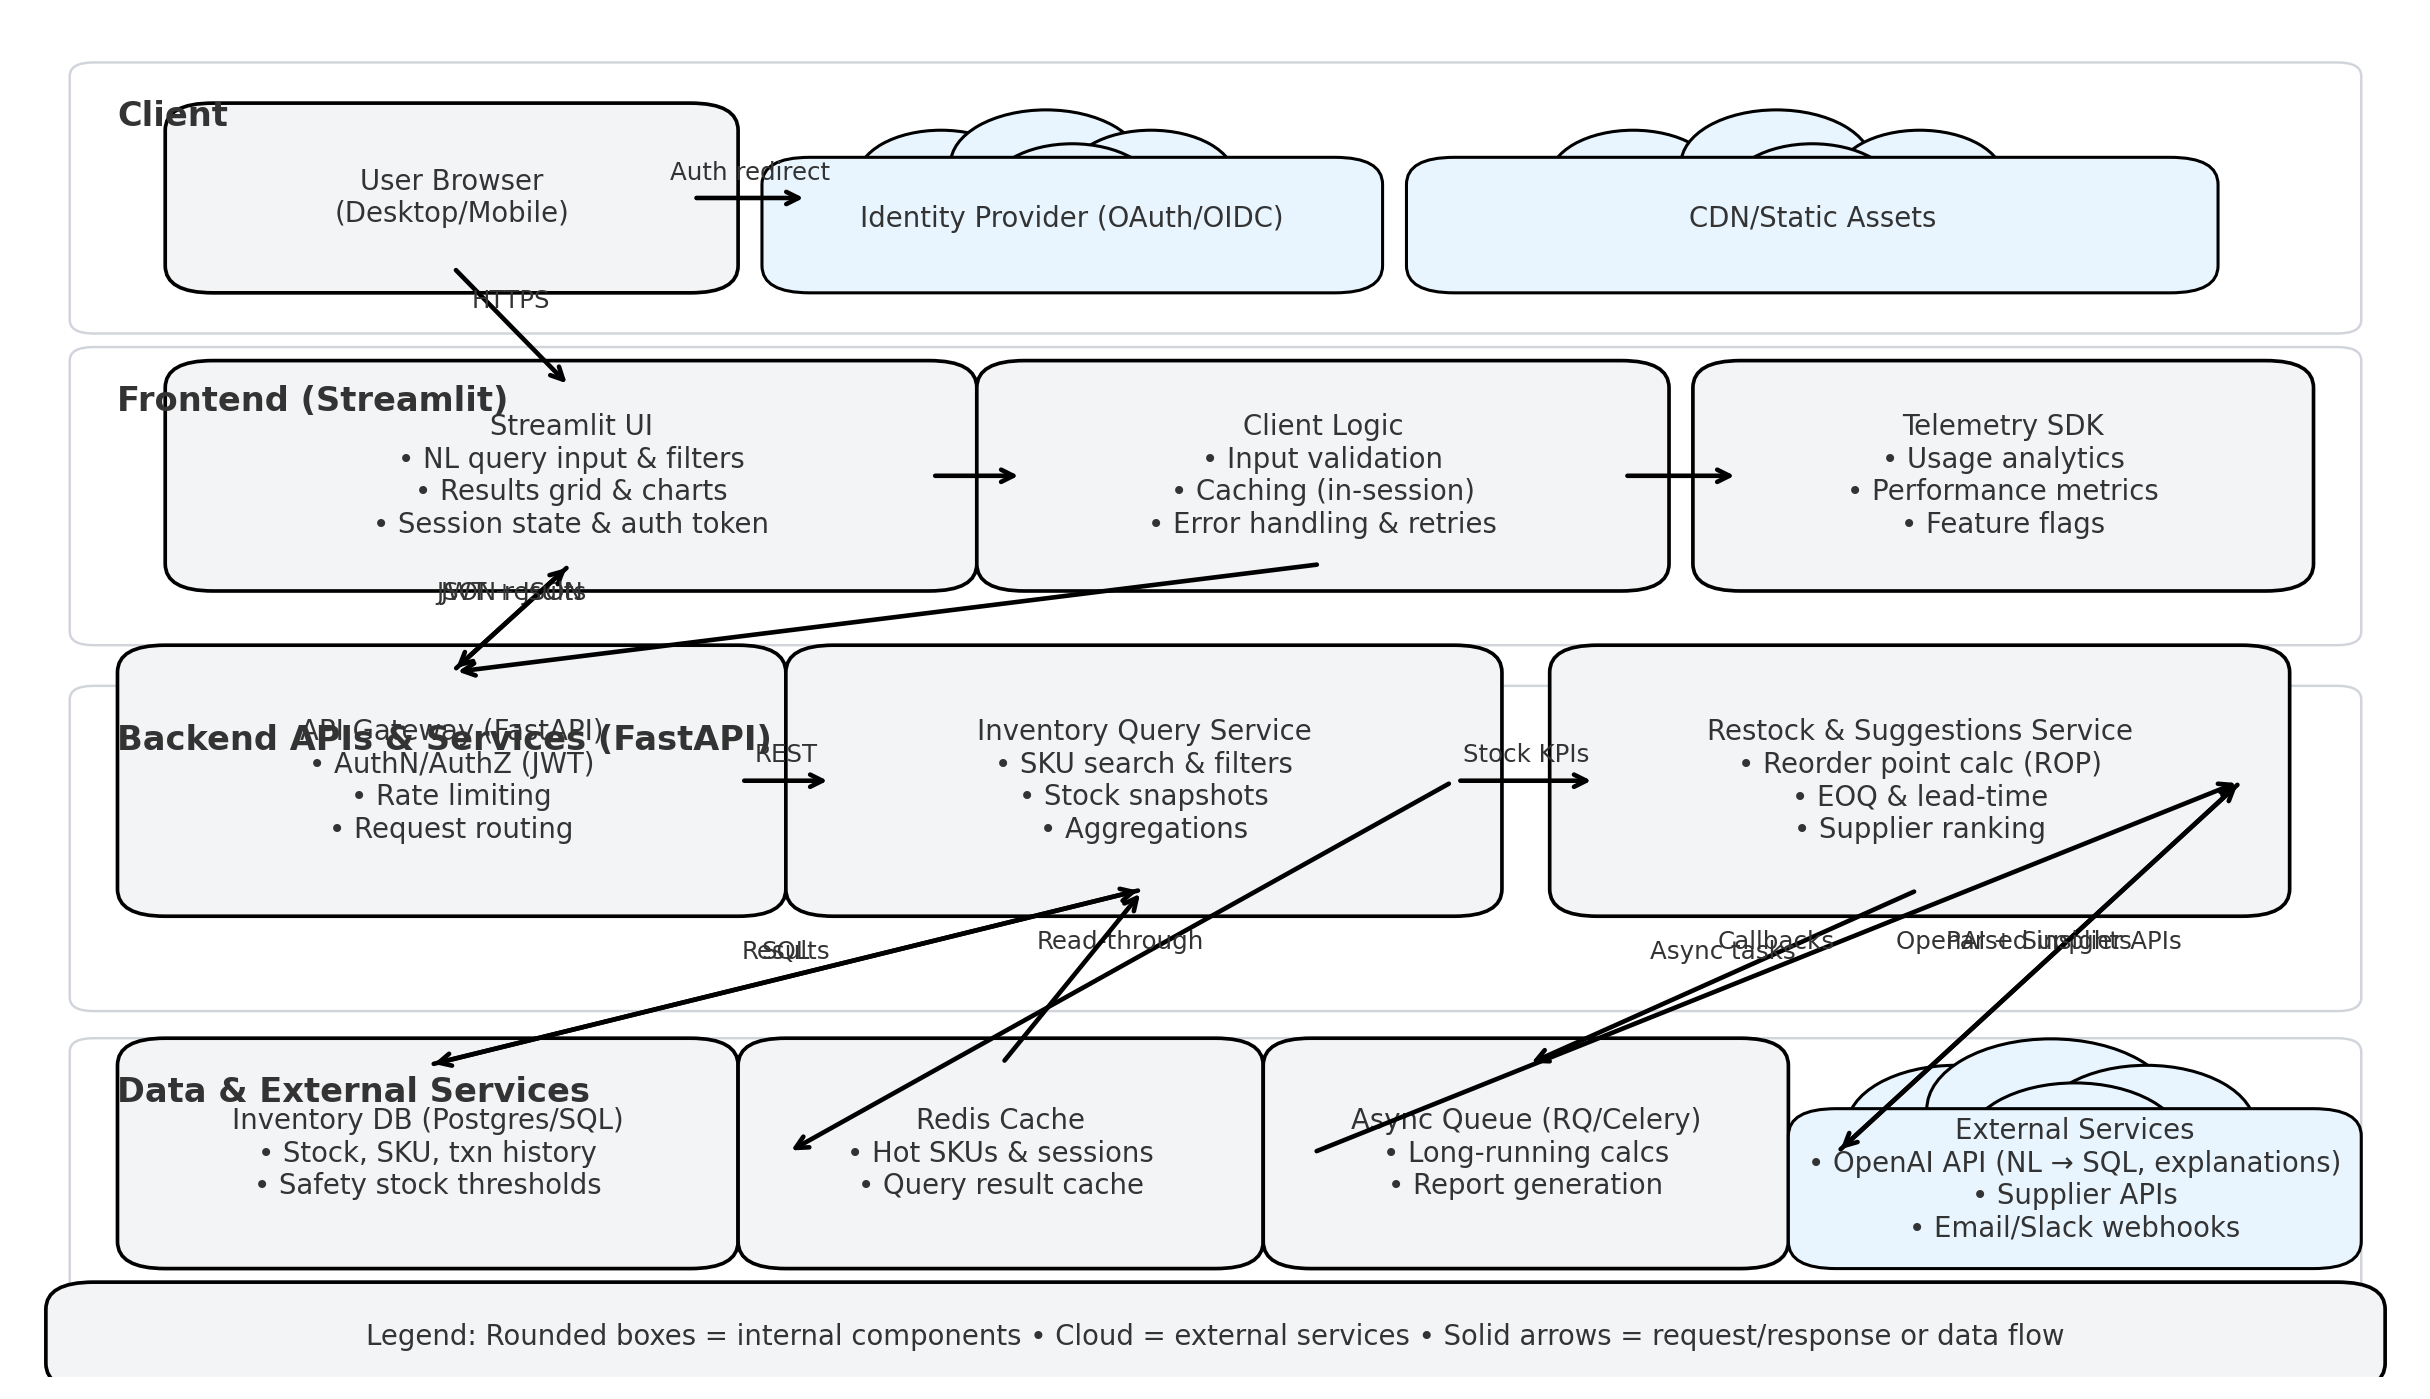 Client
User Browser
(Desktop/Mobile)
Auth redirect
Identity Provider (OAuth/OIDC)
CDN/Static Assets
HTTPS
Frontend (Streamlit)
Streamlit UI
• NL query input & filters
• Results grid & charts
• Session state & auth token
Client Logic
• Input validation
• Caching (in-session)
• Error handling & retries
Telemetry SDK
• Usage analytics
• Performance metrics
• Feature flags
JWT + JSON
JSON results
Backend APIs & Services (FastAPI)
API Gateway (FastAPI)
• AuthN/AuthZ (JWT)
• Rate limiting
• Request routing
REST
Inventory Query Service
• SKU search & filters
• Stock snapshots
• Aggregations
Stock KPIs
Restock & Suggestions Service
• Reorder point calc (ROP)
• EOQ & lead-time
• Supplier ranking
Results
SQL
Read-through
Async tasks
Callbacks
OpenAI + Supplier APIs
Parsed insights
Data & External Services
Inventory DB (Postgres/SQL)
• Stock, SKU, txn history
• Safety stock thresholds
Redis Cache
• Hot SKUs & sessions
• Query result cache
Async Queue (RQ/Celery)
• Long-running calcs
• Report generation
External Services
• OpenAI API (NL → SQL, explanations)
• Supplier APIs
• Email/Slack webhooks
Legend: Rounded boxes = internal components • Cloud = external services • Solid arrows = request/response or data flow